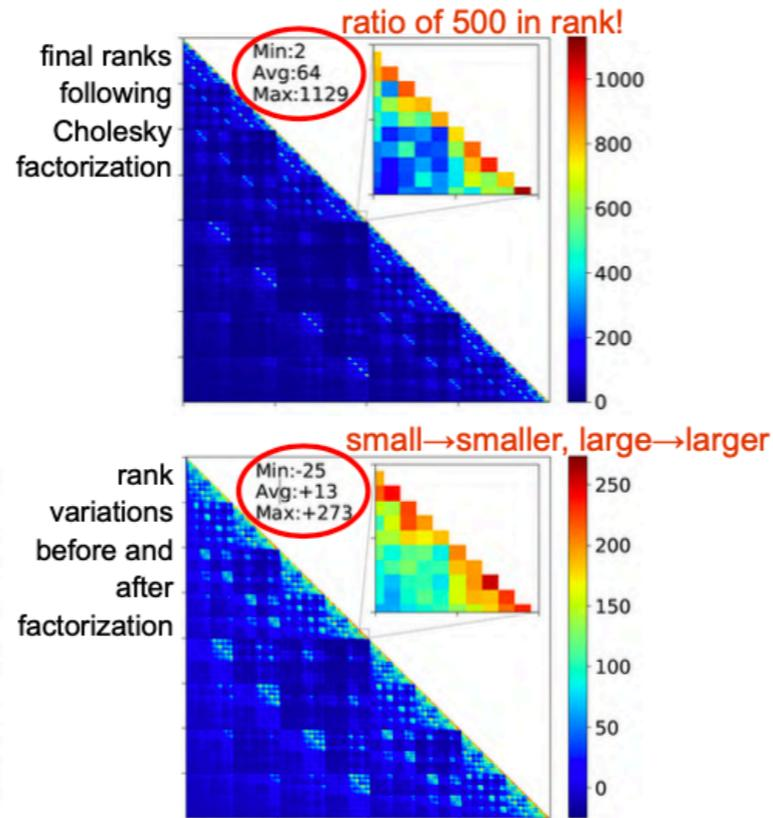 ratio of 500 in rank!
final ranks
following
Cholesky
factorization
Min:2
Avg:64
Max:1129
1000
800
600
400
200
0
small→smaller, large→larger
rank
variations
before and
after
factorization
Min:-25
Avg:+13
Max:+273
250
200
150
100
50
0